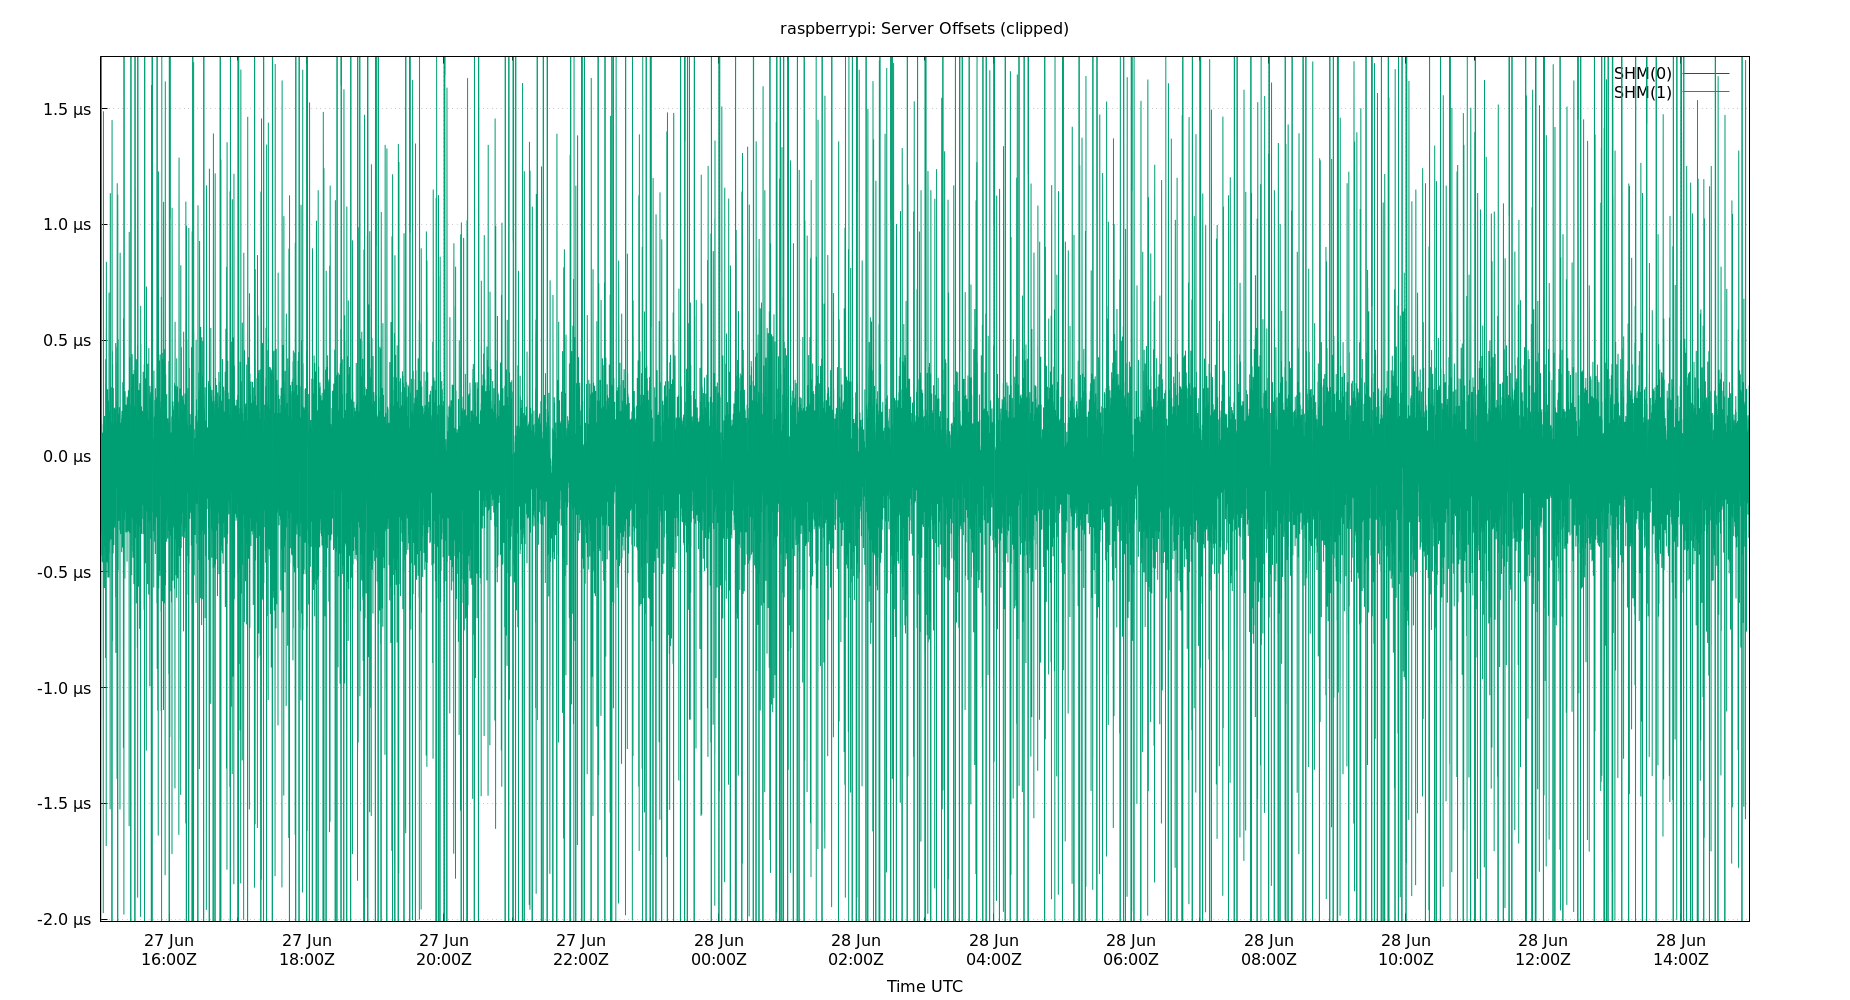 raspberrypi: Server Offsets (clipped)
SHM(0)
SHM(1)
1.5 µs
1.0 µs
0.5 µs
0.0 µs
-0.5 µs
-1.0 µs
-1.5 µs
-2.0 µs
27 Jun 27 Jun 27 Jun 27 Jun 28 Jun 28 Jun 28 Jun 28 Jun 28 Jun 28 Jun 28 Jun 28 Jun
16:00Z 18:00Z 20:00Z 22:00Z 00:00Z 02:00Z 04:00Z 06:00Z 08:00Z 10:00Z 12:00Z 14:00Z
Time UTC